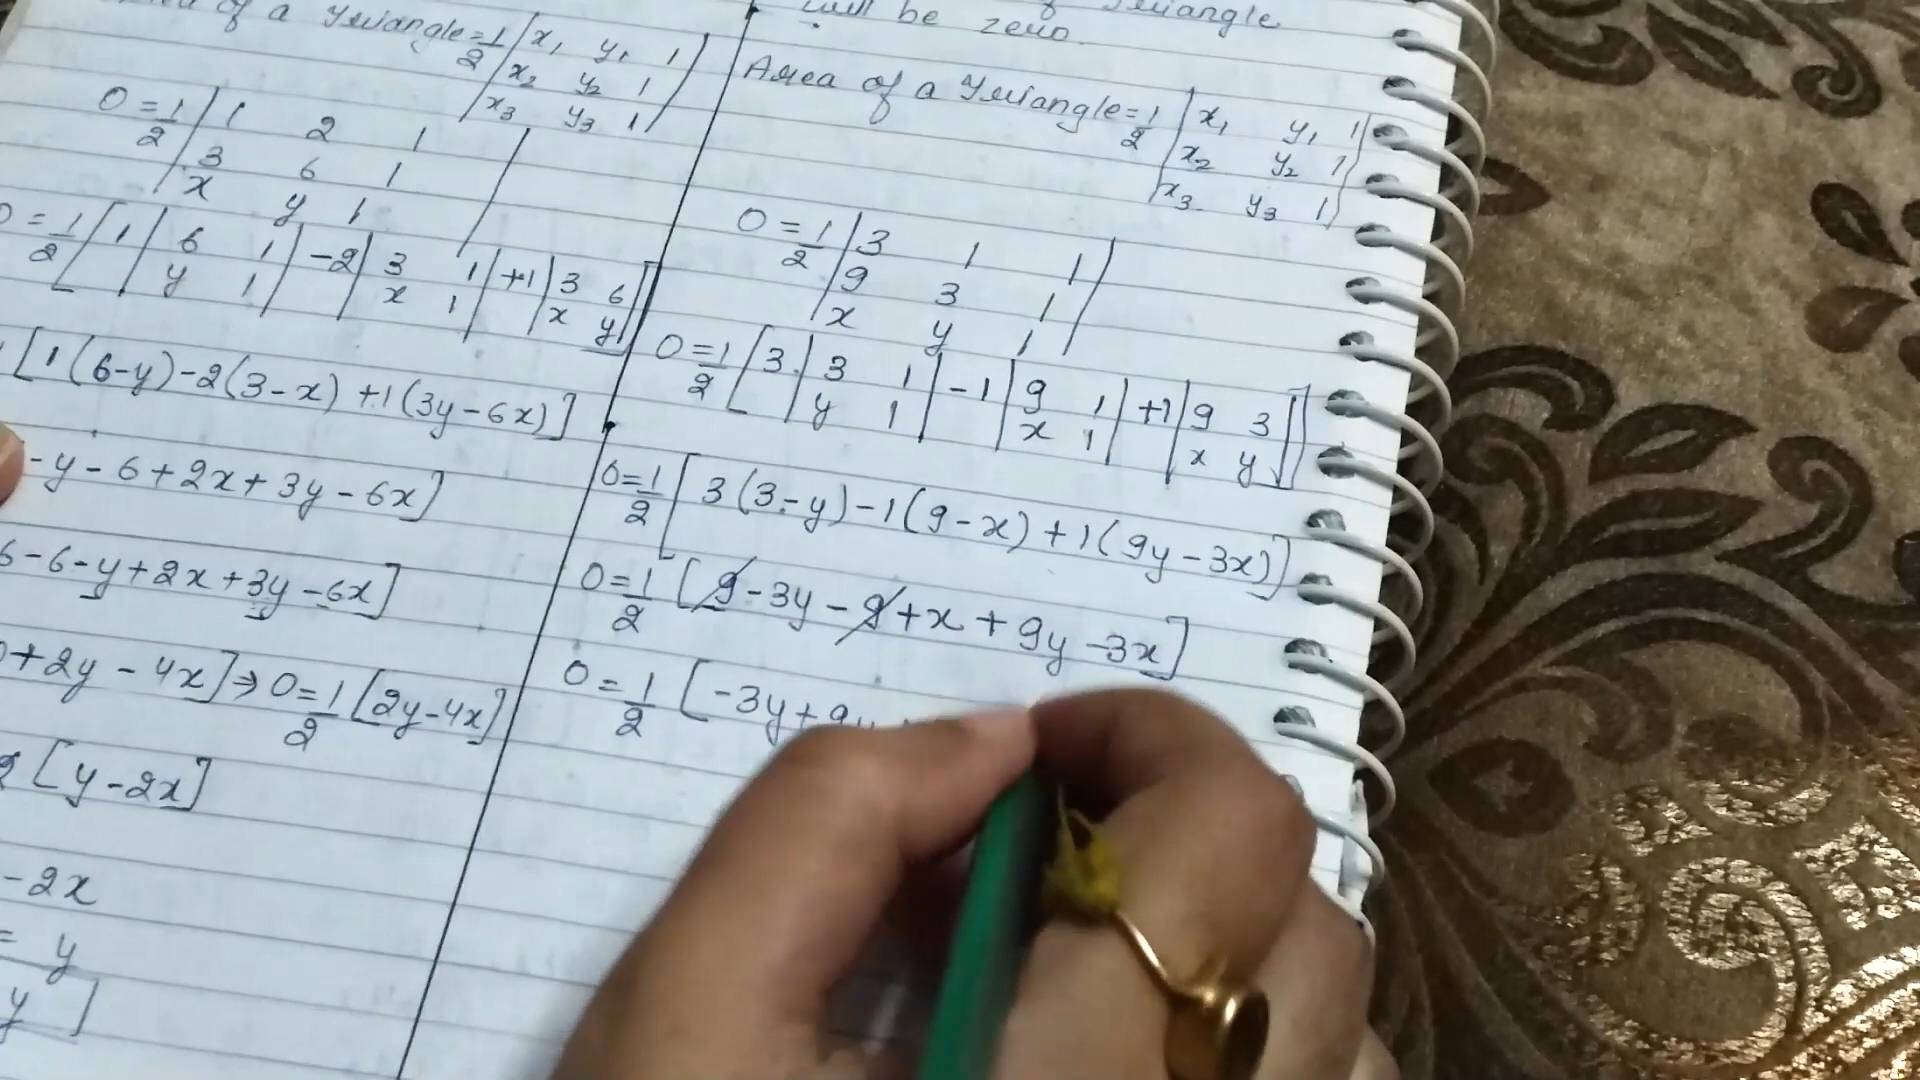 of a Triangle = 1/2 | x₁ y₁ 1
x₂ y₂ 1
x₃ y₃ 1 |
0 = 1/2 | 1 2 1
3 6 1
x y 1 |
0 = 1/2 [ 1 | 6 1 | -2 | 3 1 | +1 | 3 6 |
y 1 x 1 x y ]
[1(6-y)-2(3-x)+1(3y-6x)]
-y-6+2x+3y-6x]
6-6-y+2x+3y-6x]
0+2y-4x] ⇒ 0 = 1/2 [2y-4x]
[y-2x]
-2x
= y
y ]
Triangle
will be zero.
Area of a Triangle = 1/2 | x₁ y₁ 1
x₂ y₂ 1
x₃ y₃ 1 |
0 = 1/2 | 3 1 1
9 3 1
x y 1 |
0 = 1/2 [ 3 | 3 1 | -1 | 9 1 | +1 | 9 3 |
y 1 x 1 x y ]
0 = 1/2 [ 3(3-y)-1(9-x)+1(9y-3x)]
0 = 1/2 [9-3y-9+x+9y-3x]
0 = 1/2 [-3y+9y